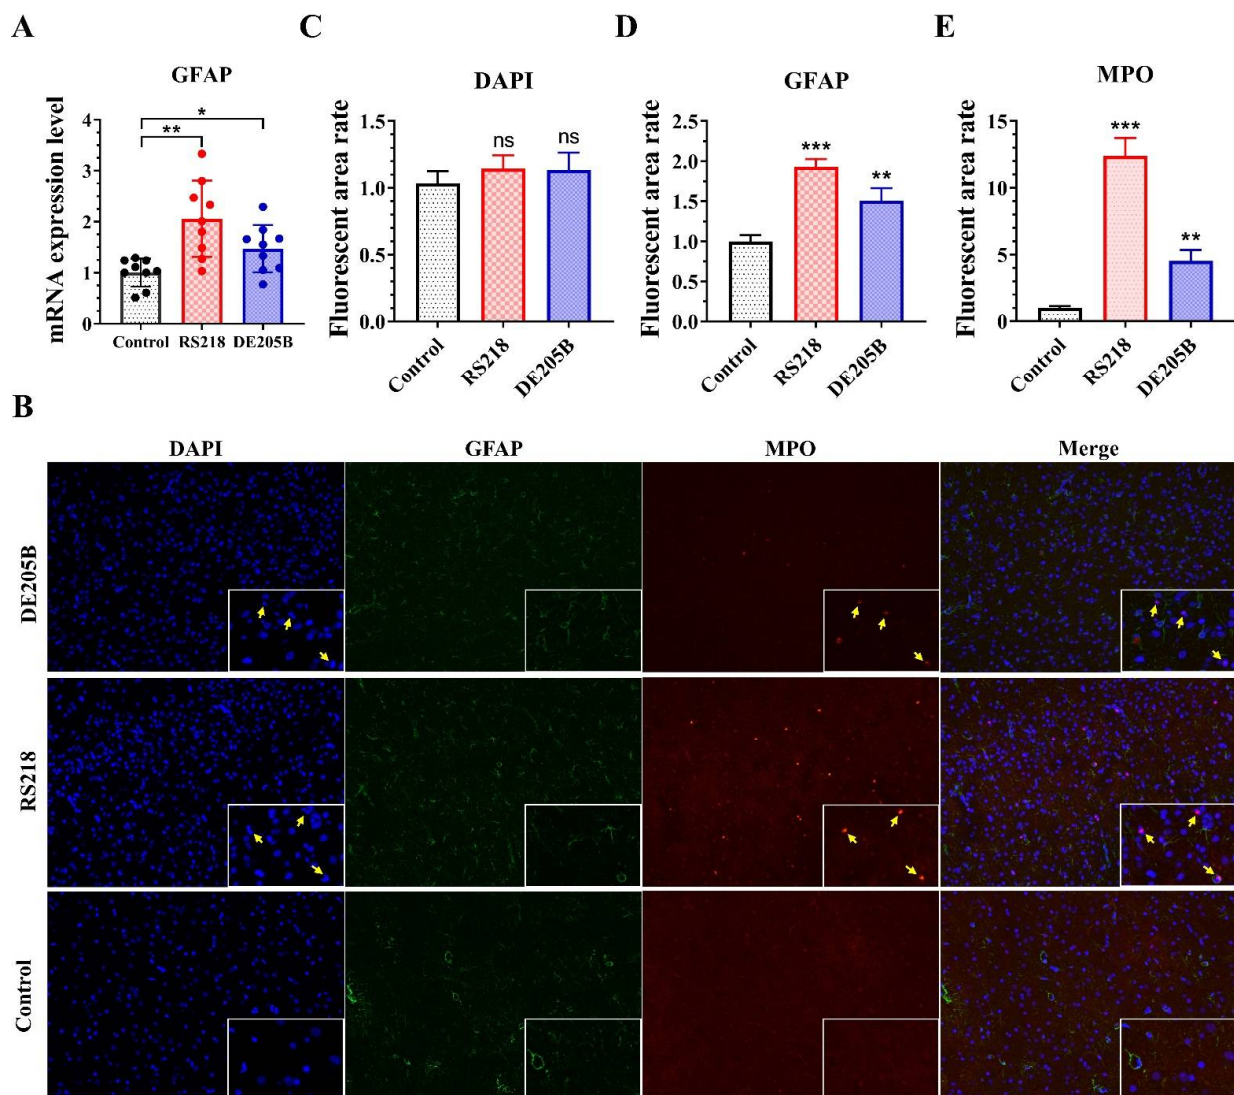 A
GFAP
mRNA expression level
4
3
2
1
0
**
*
Control RS218 DE205B
C
DAPI
Fluorescent area rate
1.5
1.0
0.5
0.0
ns
ns
Control
RS218
DE205B
D
GFAP
Fluorescent area rate
2.5
2.0
1.5
1.0
0.5
0.0
***
**
Control
RS218
DE205B
E
MPO
Fluorescent area rate
15
10
5
0
***
**
Control
RS218
DE205B
B
DAPI GFAP MPO Merge
DE205B
RS218
Control